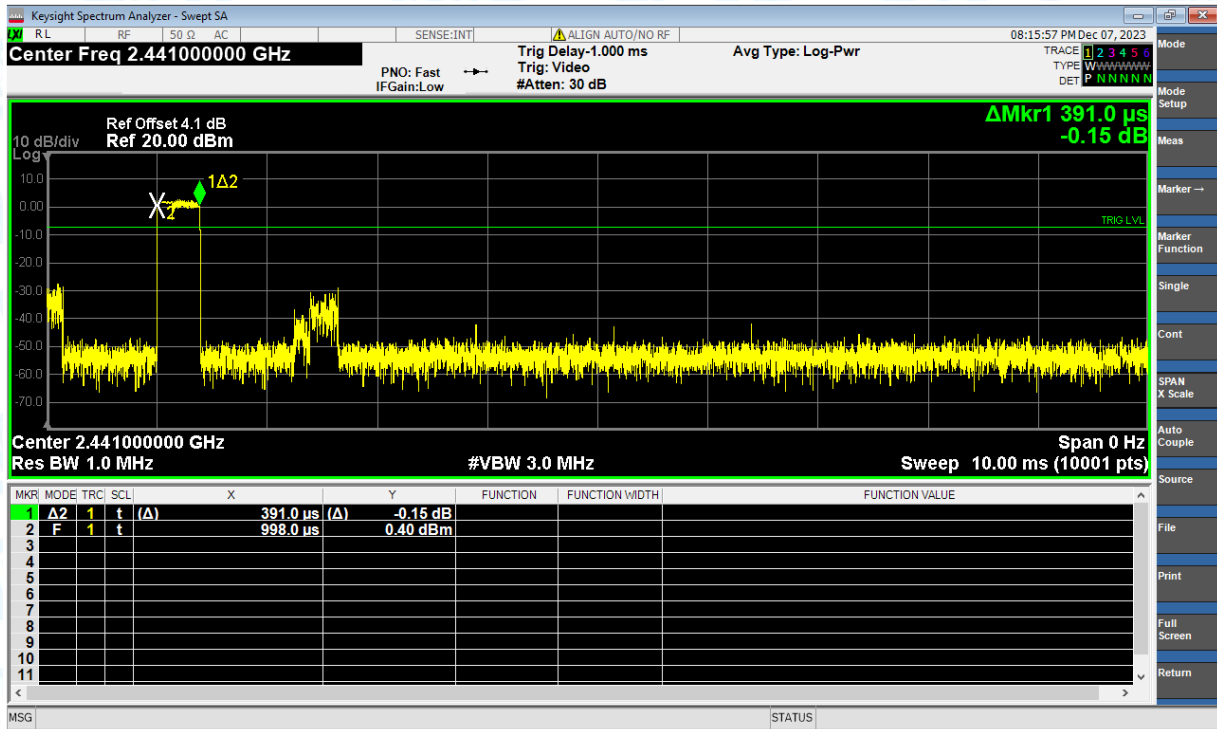 Keysight Spectrum Analyzer - Swept SA
LXI RL RF 50 Ω AC SENSE:INT ALIGN AUTO/NO RF 08:15:57 PM Dec 07, 2023
Center Freq 2.441000000 GHz
PNO: Fast
IFGain:Low
Trig Delay-1.000 ms
Trig: Video
#Atten: 30 dB
Avg Type: Log-Pwr
TRACE 1 2 3 4 5 6
TYPE WWWWWW
DET P N N N N N
ΔMkr1 391.0 µs
-0.15 dB
Ref Offset 4.1 dB
10 dB/div Ref 20.00 dBm
Log
10.0
0.00
-10.0
-20.0
-30.0
-40.0
-50.0
-60.0
-70.0
1Δ2
2
TRIG LVL
Center 2.441000000 GHz Span 0 Hz
Res BW 1.0 MHz #VBW 3.0 MHz Sweep 10.00 ms (10001 pts)
MKR MODE TRC SCL X Y FUNCTION FUNCTION WIDTH FUNCTION VALUE
1 Δ2 1 t (Δ) 391.0 µs (Δ) -0.15 dB
2 F 1 t 998.0 µs 0.40 dBm
3
4
5
6
7
8
9
10
11
MSG STATUS
Mode
Mode
Setup
Meas
Marker →
Marker
Function
Single
Cont
SPAN
X Scale
Auto
Couple
Source
File
Print
Full
Screen
Return